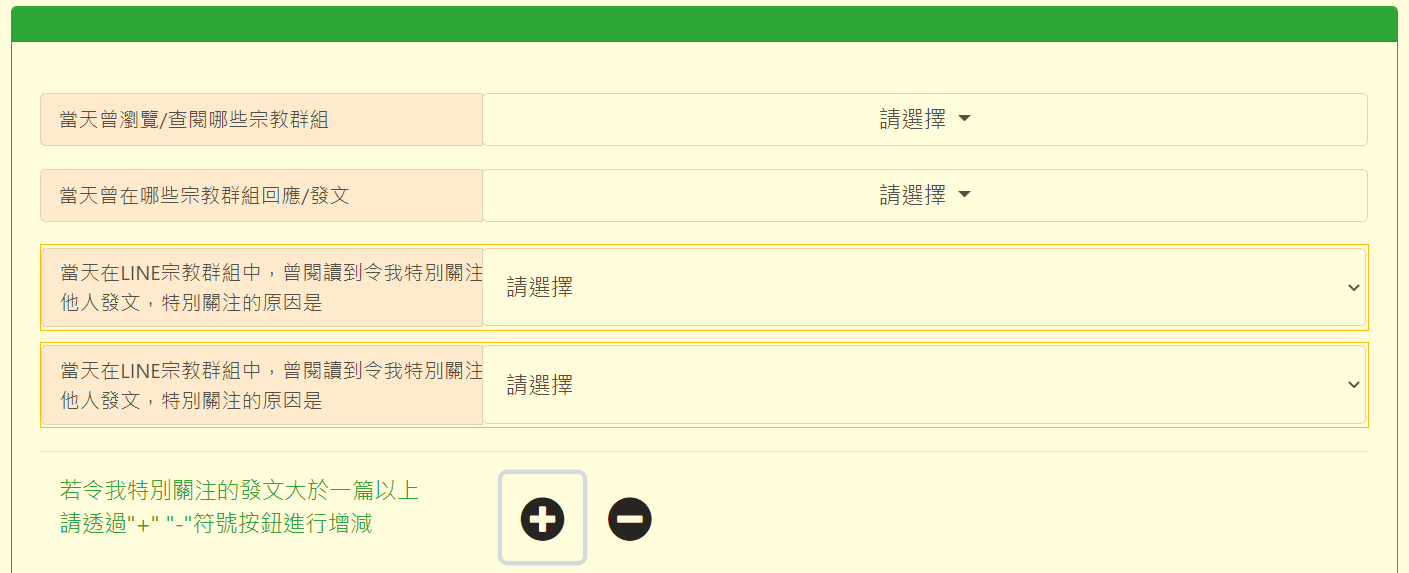 當天曾瀏覽/查閱哪些宗教群組
請選擇
當天曾在哪些宗教群組回應/發文
請選擇
當天在LINE宗教群組中，曾閱讀到令我特別關注
他人發文，特別關注的原因是
請選擇
當天在LINE宗教群組中，曾閱讀到令我特別關注
他人發文，特別關注的原因是
請選擇
若令我特別關注的發文大於一篇以上
請透過"+" "-"符號按鈕進行增減